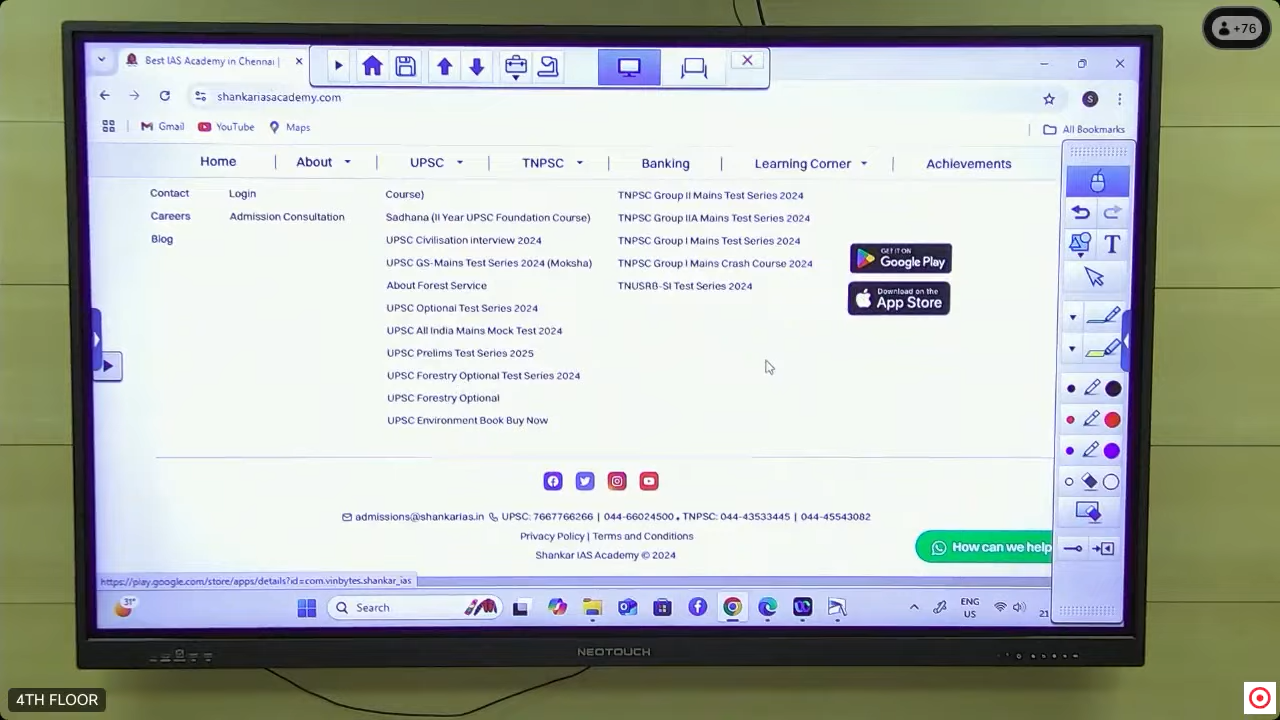 +76
Best IAS Academy in Chennai |
shankariasacademy.com
S
Gmail YouTube Maps
All Bookmarks
Home | About | UPSC | TNPSC | Banking | Learning Corner | Achievements
Contact
Careers
Blog
Login
Admission Consultation
Course)
Sadhana (II Year UPSC Foundation Course)
UPSC Civilisation interview 2024
UPSC GS-Mains Test Series 2024 (Moksha)
About Forest Service
UPSC Optional Test Series 2024
UPSC All India Mains Mock Test 2024
UPSC Prelims Test Series 2025
UPSC Forestry Optional Test Series 2024
UPSC Forestry Optional
UPSC Environment Book Buy Now
TNPSC Group II Mains Test Series 2024
TNPSC Group IIA Mains Test Series 2024
TNPSC Group I Mains Test Series 2024
TNPSC Group I Mains Crash Course 2024
TNUSRB-SI Test Series 2024
GET IT ON
Google Play
Download on the
App Store
T
admissions@shankarias.in UPSC: 7667766266 | 044-66024500 , TNPSC: 044-43533445 | 044-45543082
Privacy Policy | Terms and Conditions
Shankar IAS Academy © 2024
How can we help
https://play.google.com/store/apps/details?id=com.vinbytes.shankar_ias
31°
Search
ENG
US
21
NEOTOUCH
4TH FLOOR